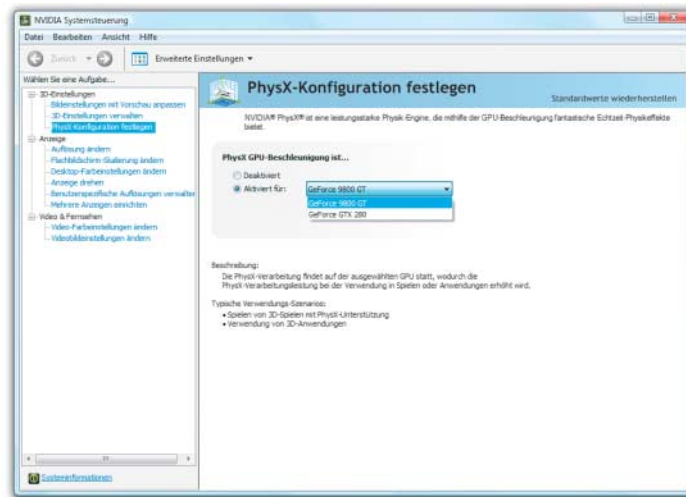 NVIDIA Systemsteuerung
Datei Bearbeiten Ansicht Hilfe
Zurück
Erweiterte Einstellungen
Wählen Sie eine Aufgabe...
3D-Einstellungen
Bildeinstellungen mit Vorschau anpassen
3D-Einstellungen verwalten
PhysX-Konfiguration festlegen
Anzeige
Auflösung ändern
Flachbildschirm-Skalierung ändern
Desktop-Farbeinstellungen ändern
Anzeige drehen
Benutzerspezifische Auflösungen verwalten
Mehrere Anzeigen einrichten
Video & Fernsehen
Video-Farbeinstellungen ändern
Videobildeinstellungen ändern
Systeminformationen
PhysX-Konfiguration festlegen
Standardwerte wiederherstellen
NVIDIA® PhysX® ist eine leistungsstarke Physik-Engine, die mithilfe der GPU-Beschleunigung fantastische Echtzeit-Physikeffekte
bietet.
PhysX GPU-Beschleunigung ist...
Deaktiviert
Aktiviert für:
GeForce 9800 GT
GeForce 9800 GT
GeForce GTX 280
Beschreibung:
Die PhysX-Verarbeitung findet auf der ausgewählten GPU statt, wodurch die
PhysX-Verarbeitungsleistung bei der Verwendung in Spielen oder Anwendungen erhöht wird.
Typische Verwendungs-Szenarios:
• Spielen von 3D-Spielen mit PhysX-Unterstützung
• Verwendung von 3D-Anwendungen